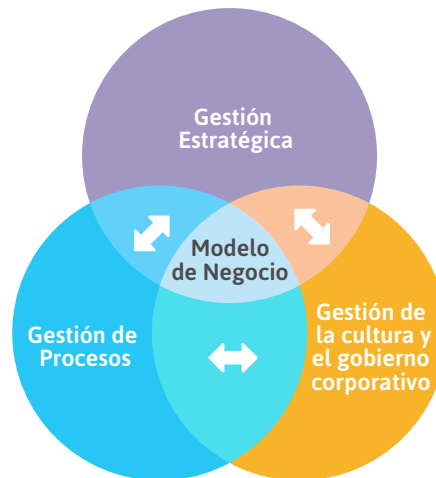 Gestión
Estratégica
Modelo
de Negocio
Gestión de
Procesos
Gestión de
la cultura y
el gobierno
corporativo